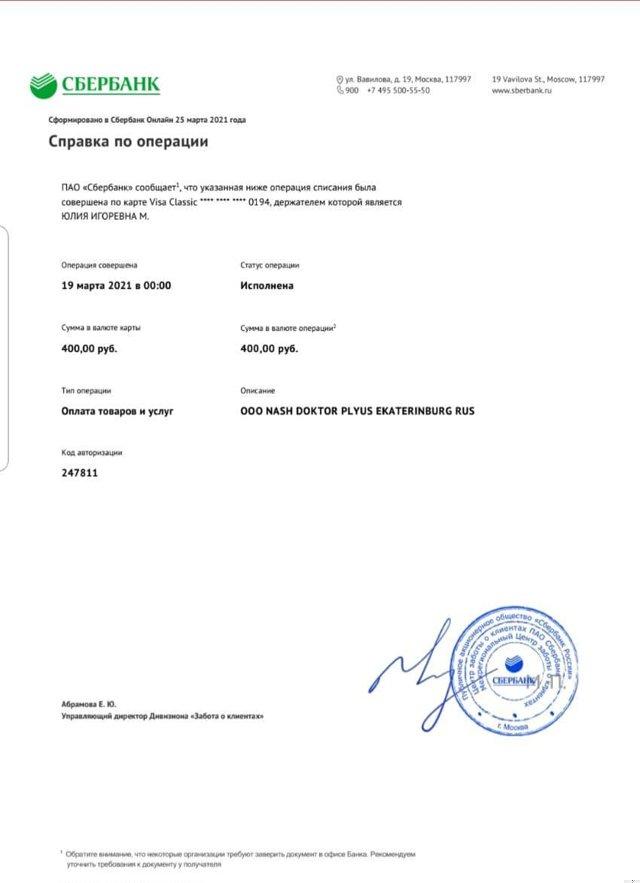 СБЕРБАНК
ул. Вавилова, д. 19, Москва, 117997
900 +7 495 500-55-50
19 Vavilova St., Moscow, 117997
www.sberbank.ru
Сформировано в Сбербанк Онлайн 25 марта 2021 года
Справка по операции
ПАО «Сбербанк» сообщает¹, что указанная ниже операция списания была
совершена по карте Visa Classic **** **** **** 0194, держателем которой является
ЮЛИЯ ИГОРЕВНА М.
Операция совершена
19 марта 2021 в 00:00
Статус операции
Исполнена
Сумма в валюте карты
400,00 руб.
Сумма в валюте операции²
400,00 руб.
Тип операции
Оплата товаров и услуг
Описание
OOO NASH DOKTOR PLYUS EKATERINBURG RUS
Код авторизации
247811
Публичное акционерное общество «Сбербанк России»
Центр заботы о клиентах ПАО Сбербанк
Межрегиональный Центр заботы о клиентах
СБЕРБАНК
г. Москва
Абрамова Е. Ю.
Управляющий директор Дивизиона «Забота о клиентах»
¹ Обратите внимание, что некоторые организации требуют заверить документ в офисе Банка. Рекомендуем
уточнить требования к документу у получателя